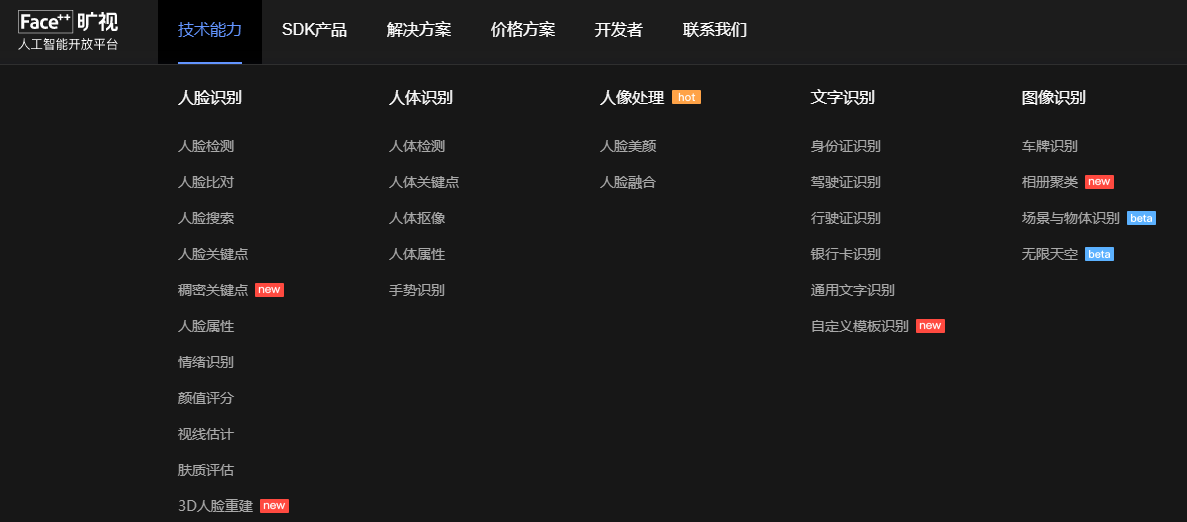 Face++ 旷视
人工智能开放平台
技术能力 SDK产品 解决方案 价格方案 开发者 联系我们
人脸识别
人脸检测
人脸比对
人脸搜索
人脸关键点
稠密关键点 new
人脸属性
情绪识别
颜值评分
视线估计
肤质评估
3D人脸重建 new
人体识别
人体检测
人体关键点
人体抠像
人体属性
手势识别
人像处理 hot
人脸美颜
人脸融合
文字识别
身份证识别
驾驶证识别
行驶证识别
银行卡识别
通用文字识别
自定义模板识别 new
图像识别
车牌识别
相册聚类 new
场景与物体识别 beta
无限天空 beta